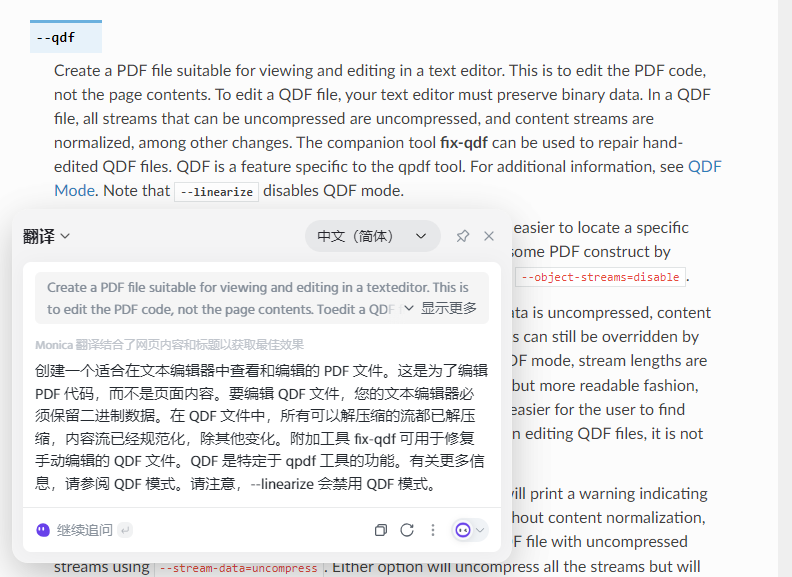 --qdf
Create a PDF file suitable for viewing and editing in a text editor. This is to edit the PDF code,
not the page contents. To edit a QDF file, your text editor must preserve binary data. In a QDF
file, all streams that can be uncompressed are uncompressed, and content streams are
normalized, among other changes. The companion tool fix-qdf can be used to repair hand-
edited QDF files. QDF is a feature specific to the qpdf tool. For additional information, see QDF
Mode. Note that --linearize disables QDF mode.
easier to locate a specific
some PDF construct by
--object-streams=disable.
is uncompressed, content
can still be overridden by
mode, stream lengths are
but more readable fashion,
easier for the user to find
editing QDF files, it is not
will print a warning indicating
content normalization,
file with uncompressed
streams using --stream-data=uncompress. Either option will uncompress all the streams but will
翻译
中文（简体）
Create a PDF file suitable for viewing and editing in a texteditor. This is
to edit the PDF code, not the page contents. Toedit a QDF
显示更多
Monica 翻译结合了网页内容和标题以获取最佳效果
创建一个适合在文本编辑器中查看和编辑的 PDF 文件。这是为了编辑
PDF 代码，而不是页面内容。要编辑 QDF 文件，您的文本编辑器必
须保留二进制数据。在 QDF 文件中，所有可以解压缩的流都已解压
缩，内容流已经规范化，除其他变化。附加工具 fix-qdf 可用于修复
手动编辑的 QDF 文件。QDF 是特定于 qpdf 工具的功能。有关更多信
息，请参阅 QDF 模式。请注意，--linearize 会禁用 QDF 模式。
继续追问